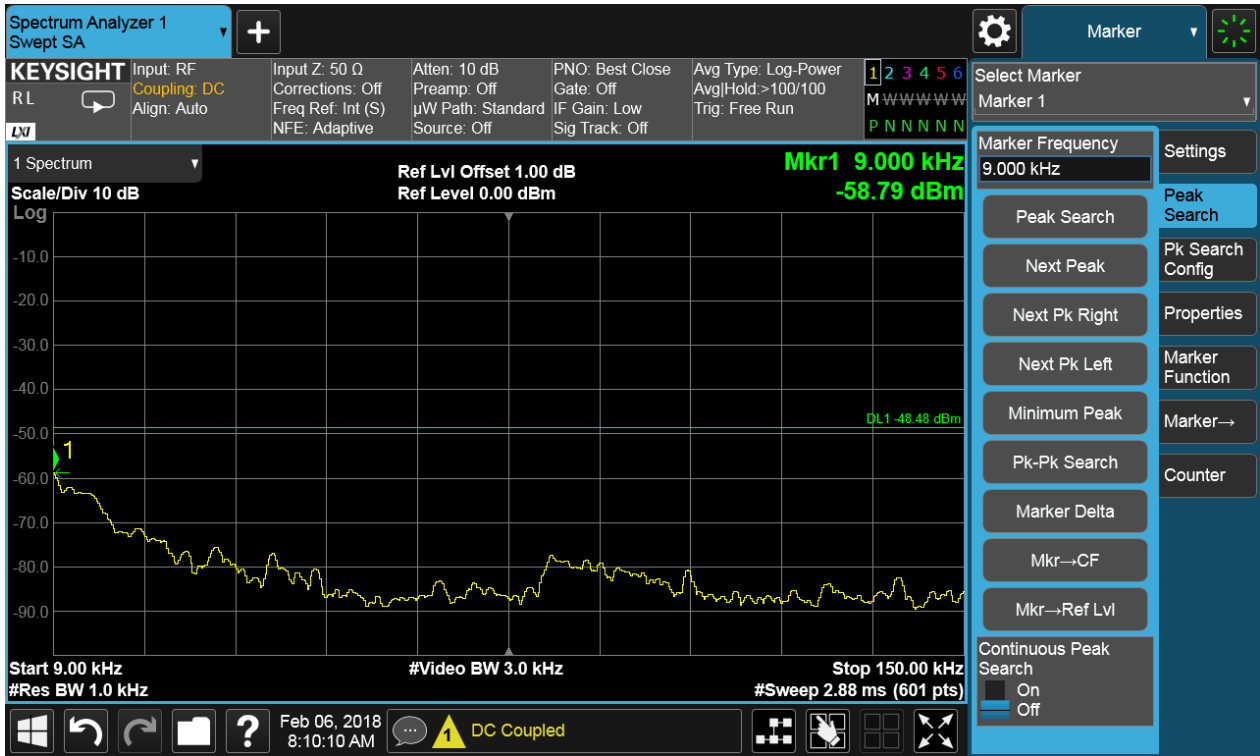 Spectrum Analyzer 1
Swept SA
+
Marker
KEYSIGHT
RL
LXI
Input: RF
Coupling: DC
Align: Auto
Input Z: 50 Ω
Corrections: Off
Freq Ref: Int (S)
NFE: Adaptive
Atten: 10 dB
Preamp: Off
µW Path: Standard
Source: Off
PNO: Best Close
Gate: Off
IF Gain: Low
Sig Track: Off
Avg Type: Log-Power
Avg|Hold:>100/100
Trig: Free Run
1 2 3 4 5 6
M W W W W W
P N N N N N
Select Marker
Marker 1
1 Spectrum
Scale/Div 10 dB
Log
Ref Lvl Offset 1.00 dB
Ref Level 0.00 dBm
Mkr1 9.000 kHz
-58.79 dBm
-10.0
-20.0
-30.0
-40.0
-50.0
-60.0
-70.0
-80.0
-90.0
DL1 -48.48 dBm
1
Start 9.00 kHz
#Res BW 1.0 kHz
#Video BW 3.0 kHz
Stop 150.00 kHz
#Sweep 2.88 ms (601 pts)
Marker Frequency
9.000 kHz
Peak Search
Next Peak
Next Pk Right
Next Pk Left
Minimum Peak
Pk-Pk Search
Marker Delta
Mkr→CF
Mkr→Ref Lvl
Continuous Peak
Search
On
Off
Settings
Peak
Search
Pk Search
Config
Properties
Marker
Function
Marker→
Counter
?
Feb 06, 2018
8:10:10 AM
1
DC Coupled